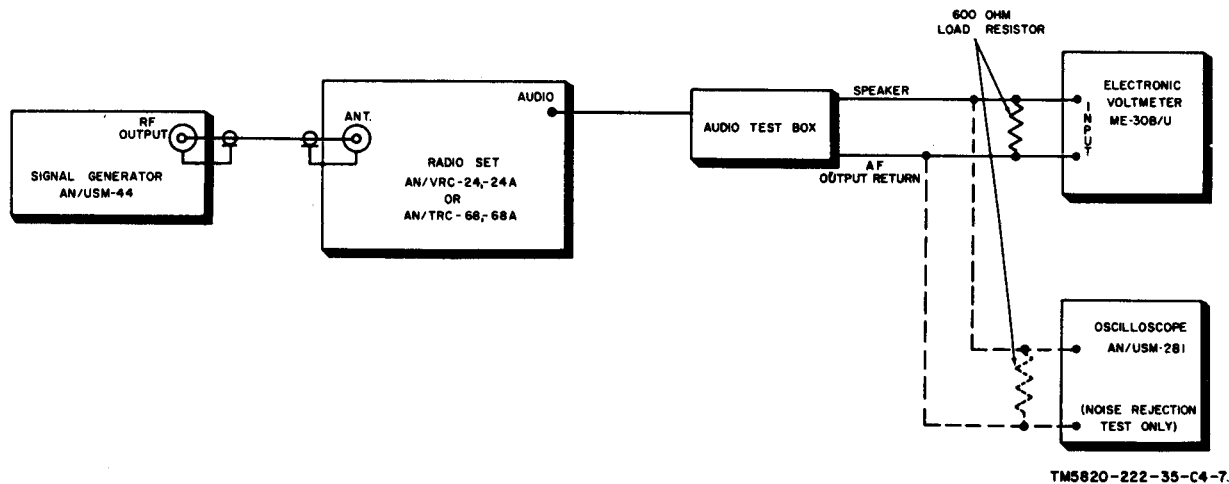 600 OHM
LOAD RESISTOR
RF
OUTPUT
SIGNAL GENERATOR
AN/USM-44
ANT.
AUDIO
RADIO SET
AN/VRC-24,-24A
OR
AN/TRC-68,-68A
AUDIO TEST BOX
SPEAKER
AF
OUTPUT RETURN
INPUT
ELECTRONIC
VOLTMETER
ME-30B/U
OSCILLOSCOPE
AN/USM-281
(NOISE REJECTION
TEST ONLY)
TM5820-222-35-C4-7.